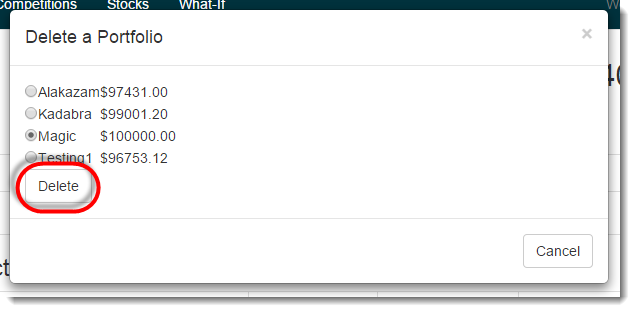 Competitions Stocks What-If W
Delete a Portfolio ×
Alakazam $97431.00
Kadabra $99001.20
Magic $100000.00
Testing1 $96753.12
Delete
Cancel
ct